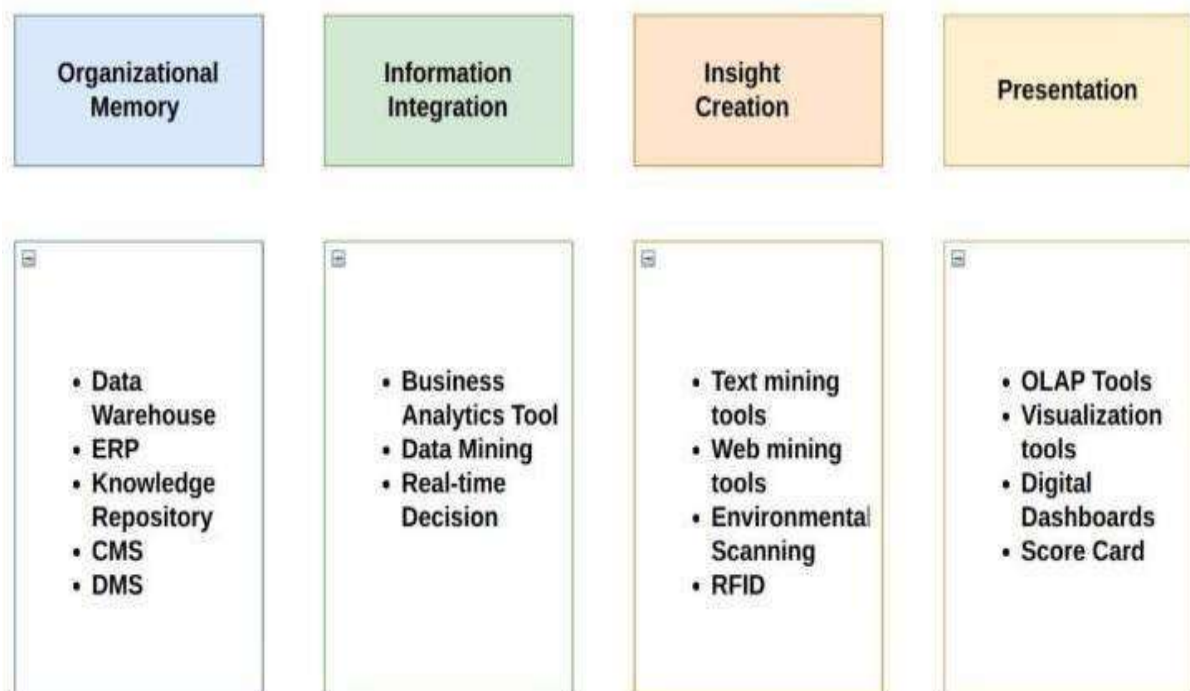 Organizational
Memory
Information
Integration
Insight
Creation
Presentation
• Data
Warehouse
• ERP
• Knowledge
Repository
• CMS
• DMS
• Business
Analytics Tool
• Data Mining
• Real-time
Decision
• Text mining
tools
• Web mining
tools
• Environmental
Scanning
• RFID
• OLAP Tools
• Visualization
tools
• Digital
Dashboards
• Score Card